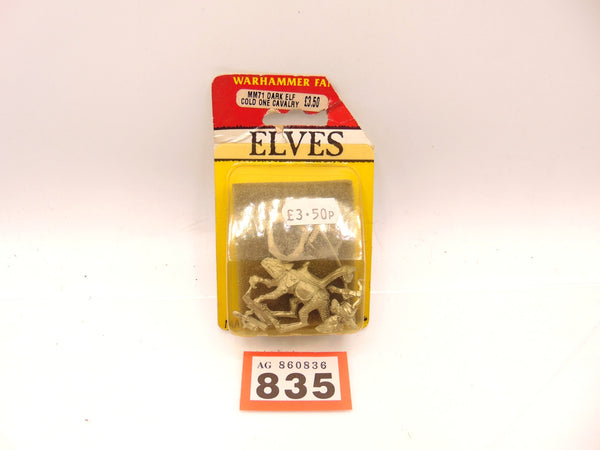 WARHAMMER FA
MM71 DARK ELF
COLD ONE CAVALRY £3.50
ELVES
£3.50P
AG 860836
835